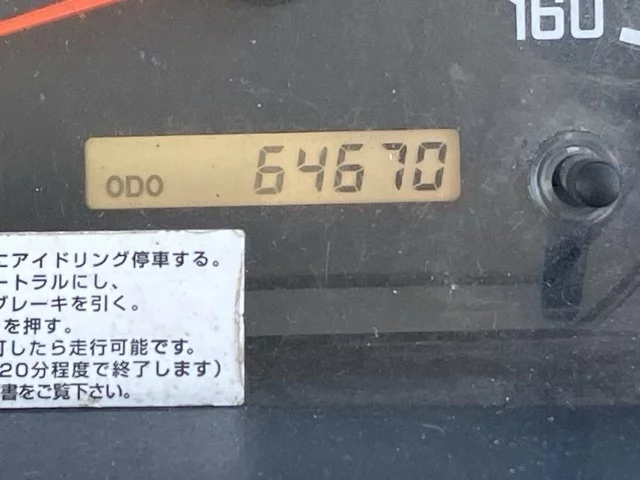 160
ODO 64670
にアイドリング停車する。
ートラルにし、
ブレーキを引く。
を押す。
灯したら走行可能です。
20分程度で終了します)
書をご覧下さい。